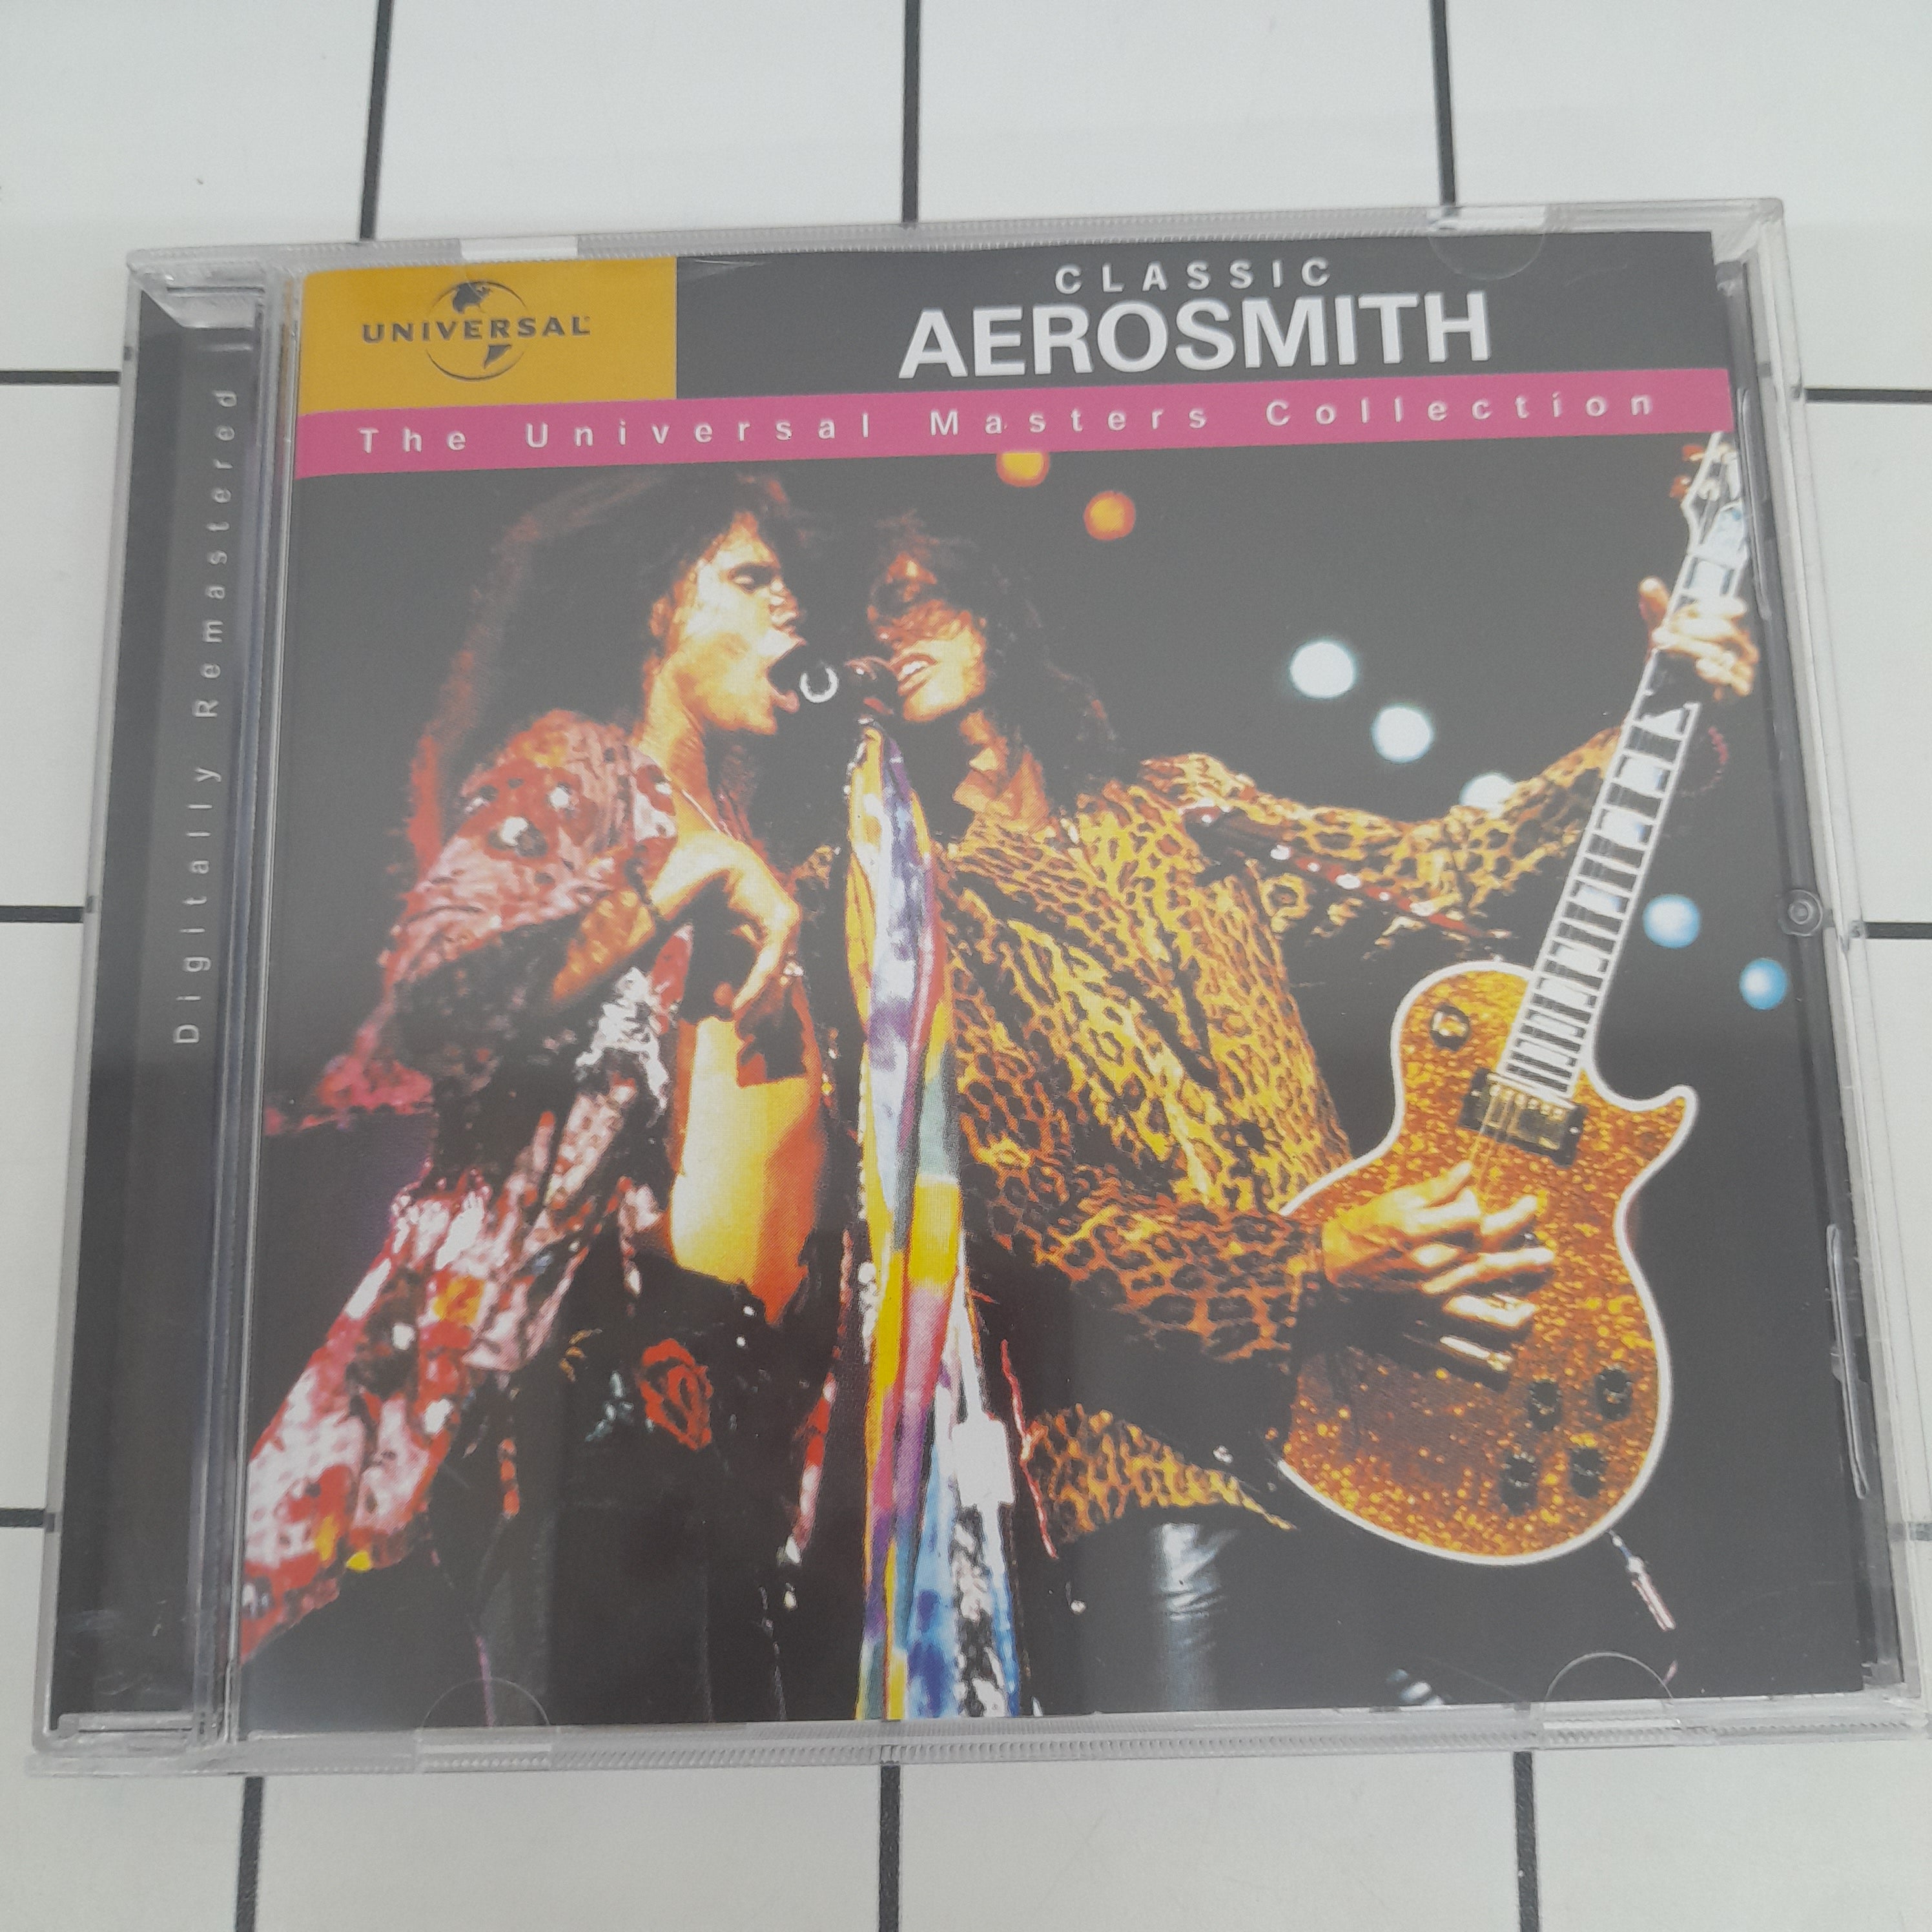 UNIVERSAL
CLASSIC
AEROSMITH
The Universal Masters Collection
Digitally Remastered